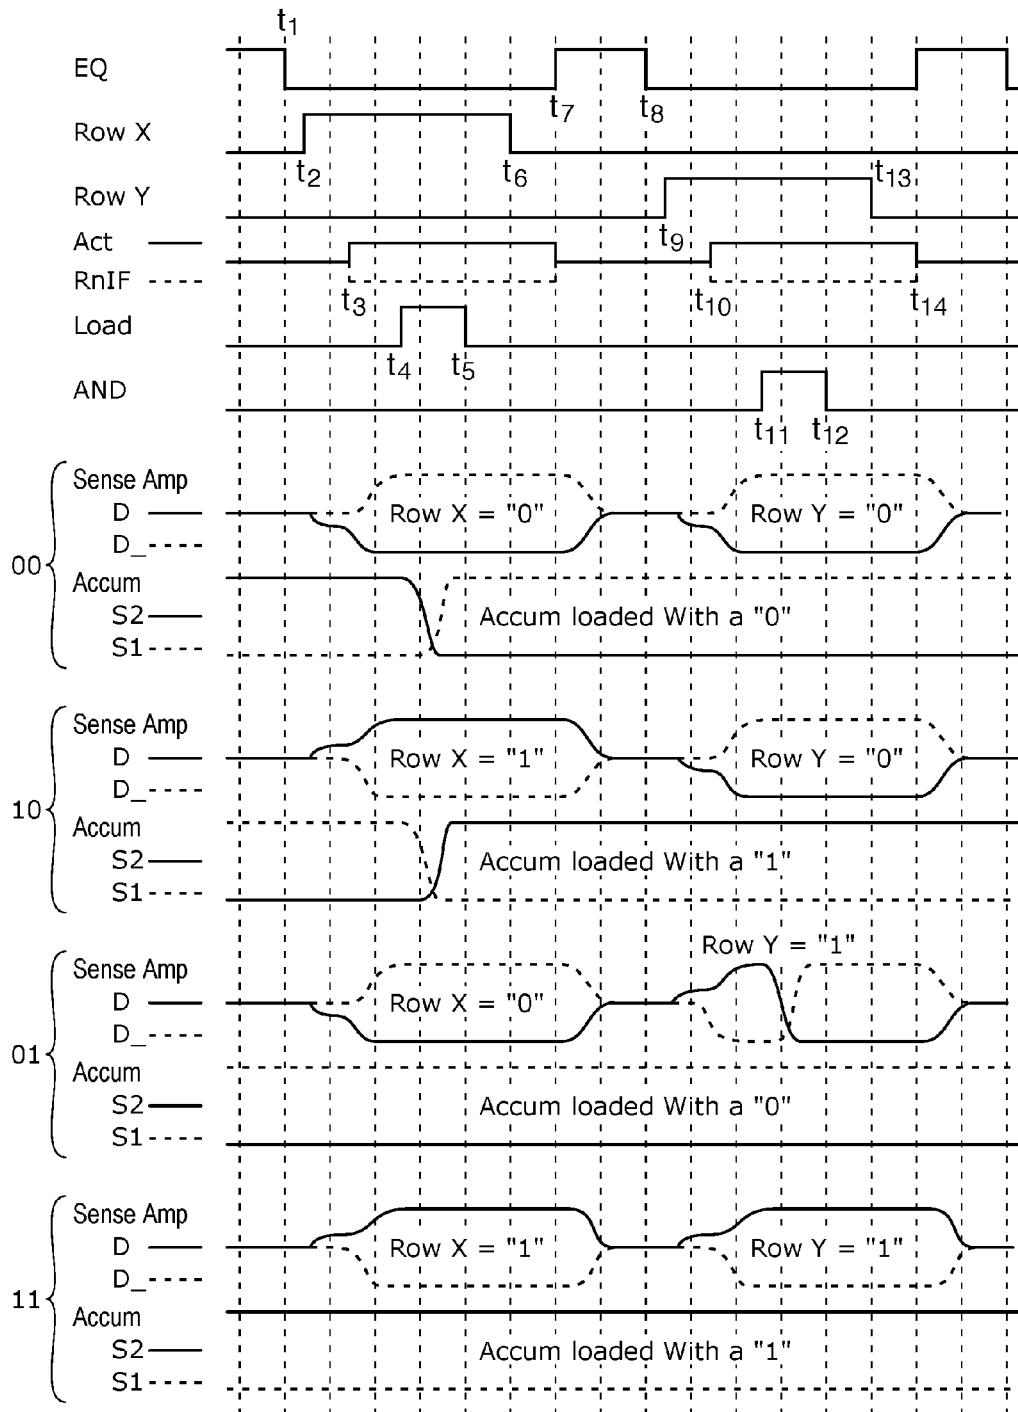 t1
EQ
t7 t8
Row X
t2 t6 t13
Row Y
t9
Act
RnIF
t3 t10 t14
Load
t4 t5
AND
t11 t12
00
Sense Amp
D
Row X = "0" Row Y = "0"
D_
Accum
S2
Accum loaded With a "0"
S1
10
Sense Amp
D
Row X = "1" Row Y = "0"
D_
Accum
S2
Accum loaded With a "1"
S1
01
Row Y = "1"
Sense Amp
D
Row X = "0"
D_
Accum
S2
Accum loaded With a "0"
S1
11
Sense Amp
D
Row X = "1" Row Y = "1"
D_
Accum
S2
Accum loaded With a "1"
S1